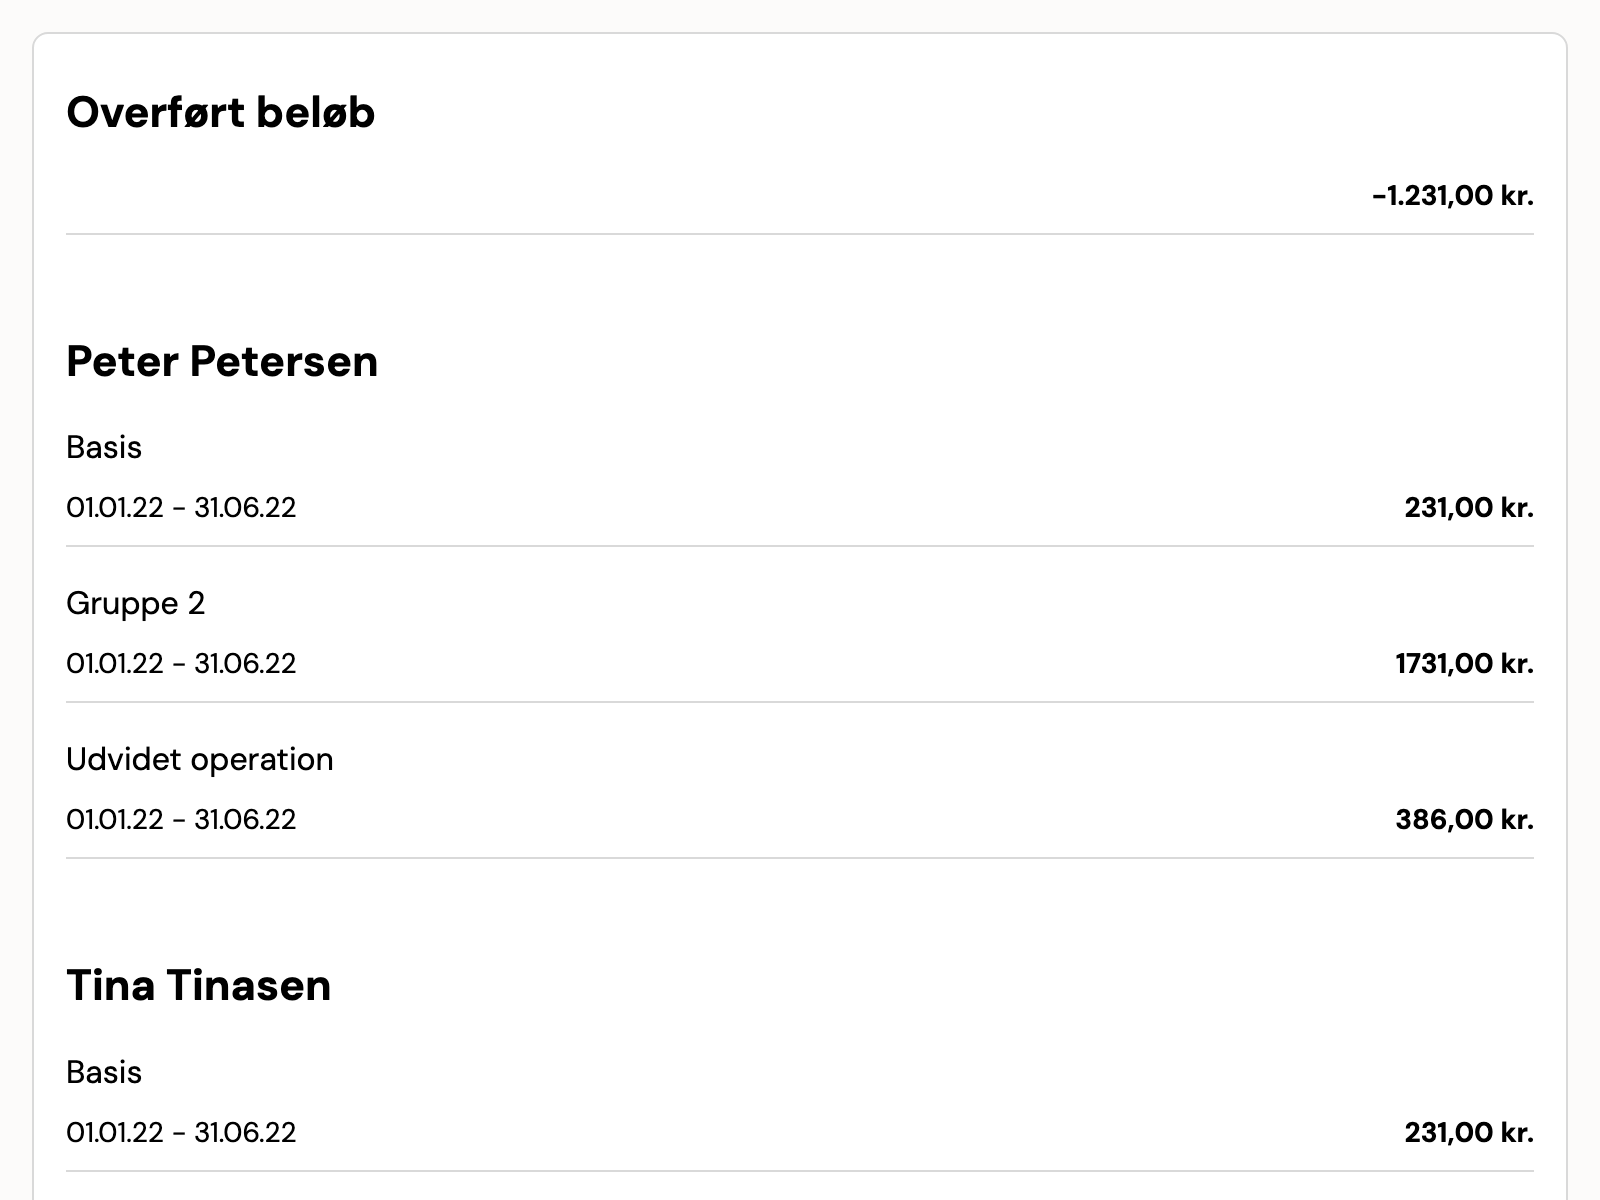 Overført beløb
-1.231,00 kr.
Peter Petersen
Basis
01.01.22 - 31.06.22 231,00 kr.
Gruppe 2
01.01.22 - 31.06.22 1731,00 kr.
Udvidet operation
01.01.22 - 31.06.22 386,00 kr.
Tina Tinasen
Basis
01.01.22 - 31.06.22 231,00 kr.